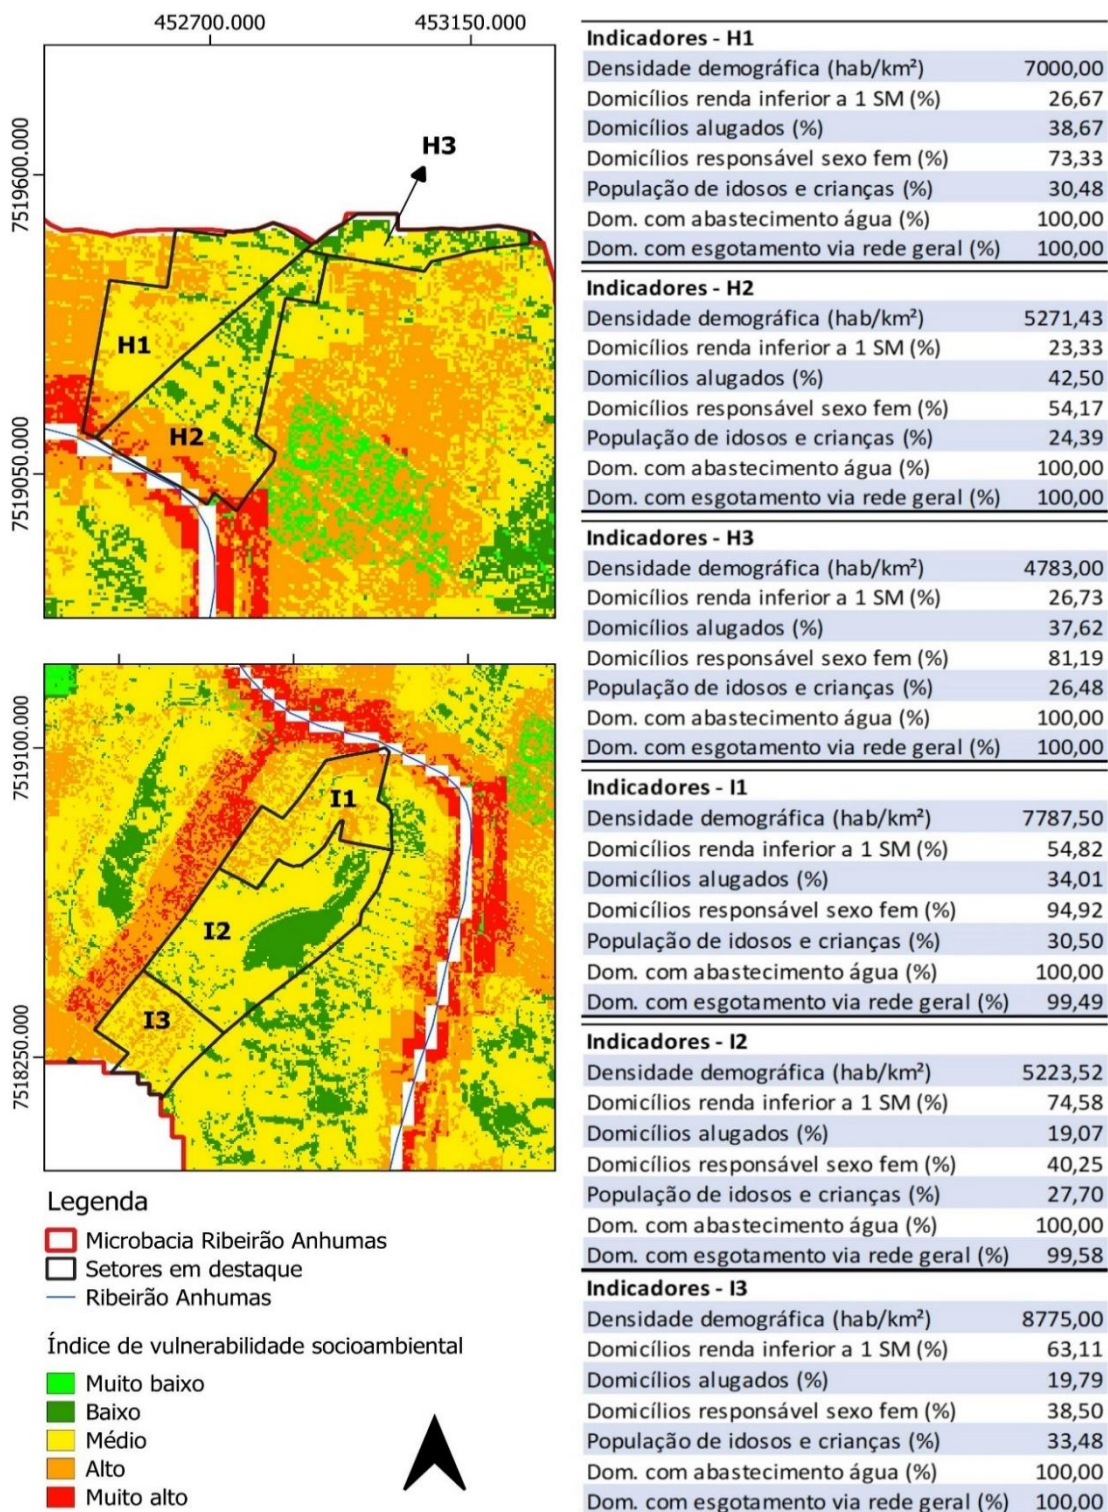 452700.000 453150.000
7519600.000
H3
H1
H2
7519050.000
7519100.000
I1
I2
I3
7518250.000
Legenda
Microbacia Ribeirão Anhumas
Setores em destaque
Ribeirão Anhumas
Índice de vulnerabilidade socioambiental
Muito baixo
Baixo
Médio
Alto
Muito alto
Indicadores - H1
Densidade demográfica (hab/km²) 7000,00
Domicílios renda inferior a 1 SM (%) 26,67
Domicílios alugados (%) 38,67
Domicílios responsável sexo fem (%) 73,33
População de idosos e crianças (%) 30,48
Dom. com abastecimento água (%) 100,00
Dom. com esgotamento via rede geral (%) 100,00
Indicadores - H2
Densidade demográfica (hab/km²) 5271,43
Domicílios renda inferior a 1 SM (%) 23,33
Domicílios alugados (%) 42,50
Domicílios responsável sexo fem (%) 54,17
População de idosos e crianças (%) 24,39
Dom. com abastecimento água (%) 100,00
Dom. com esgotamento via rede geral (%) 100,00
Indicadores - H3
Densidade demográfica (hab/km²) 4783,00
Domicílios renda inferior a 1 SM (%) 26,73
Domicílios alugados (%) 37,62
Domicílios responsável sexo fem (%) 81,19
População de idosos e crianças (%) 26,48
Dom. com abastecimento água (%) 100,00
Dom. com esgotamento via rede geral (%) 100,00
Indicadores - I1
Densidade demográfica (hab/km²) 7787,50
Domicílios renda inferior a 1 SM (%) 54,82
Domicílios alugados (%) 34,01
Domicílios responsável sexo fem (%) 94,92
População de idosos e crianças (%) 30,50
Dom. com abastecimento água (%) 100,00
Dom. com esgotamento via rede geral (%) 99,49
Indicadores - I2
Densidade demográfica (hab/km²) 5223,52
Domicílios renda inferior a 1 SM (%) 74,58
Domicílios alugados (%) 19,07
Domicílios responsável sexo fem (%) 40,25
População de idosos e crianças (%) 27,70
Dom. com abastecimento água (%) 100,00
Dom. com esgotamento via rede geral (%) 99,58
Indicadores - I3
Densidade demográfica (hab/km²) 8775,00
Domicílios renda inferior a 1 SM (%) 63,11
Domicílios alugados (%) 19,79
Domicílios responsável sexo fem (%) 38,50
População de idosos e crianças (%) 33,48
Dom. com abastecimento água (%) 100,00
Dom. com esgotamento via rede geral (%) 100,00